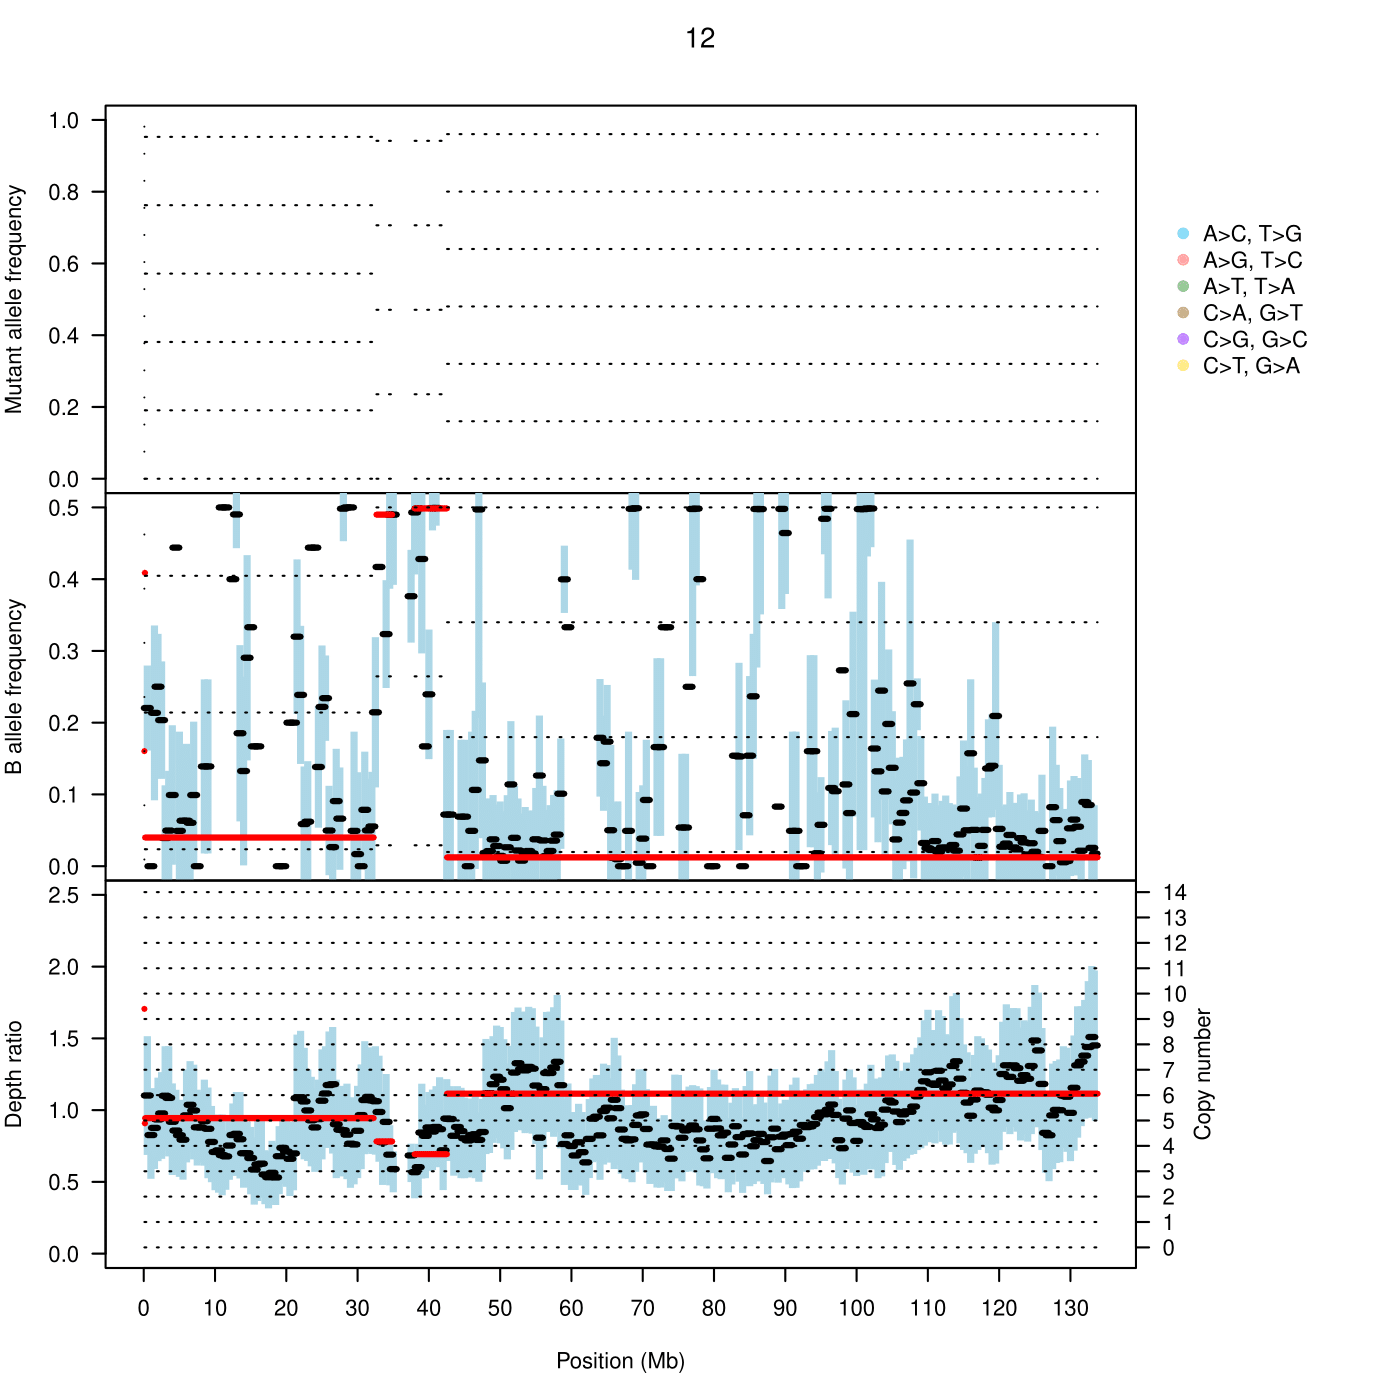 12
Mutant allele frequency
1.0
0.8
0.6
0.4
0.2
0.0
A>C, T>G
A>G, T>C
A>T, T>A
C>A, G>T
C>G, G>C
C>T, G>A
B allele frequency
0.5
0.4
0.3
0.2
0.1
0.0
Depth ratio
2.5
2.0
1.5
1.0
0.5
0.0
14
13
12
11
10
9
8
7
6
5
4
3
2
1
0
Copy number
0 10 20 30 40 50 60 70 80 90 100 110 120 130
Position (Mb)